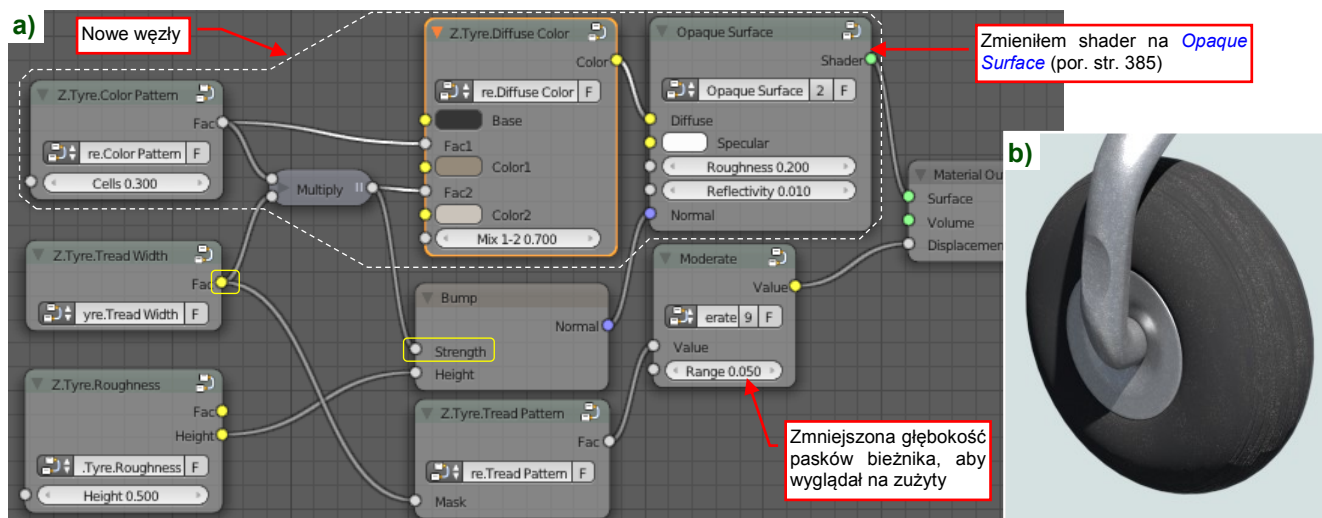 a)
Nowe węzły
Z.Tyre.Color Pattern
Fac
re.Color Pattern F
Cells 0.300
Multiply
Z.Tyre.Tread Width
Fac
yre.Tread Width F
Z.Tyre.Roughness
Fac
Height
.Tyre.Roughness F
Height 0.500
Z.Tyre.Diffuse Color
Color
re.Diffuse Color F
Base
Fac1
Color1
Fac2
Color2
Mix 1-2 0.700
Bump
Normal
Strength
Height
Z.Tyre.Tread Pattern
Fac
re.Tread Pattern F
Mask
Opaque Surface
Shader
Opaque Surface 2 F
Diffuse
Specular
Roughness 0.200
Reflectivity 0.010
Normal
Moderate
Value
erate 9 F
Value
Range 0.050
Zmniejszona głębokość
pasków bieżnika, aby
wyglądał na zużyty
Zmieniłem shader na Opaque
Surface (por. str. 385)
Material Ou
Surface
Volume
Displacemen
b)